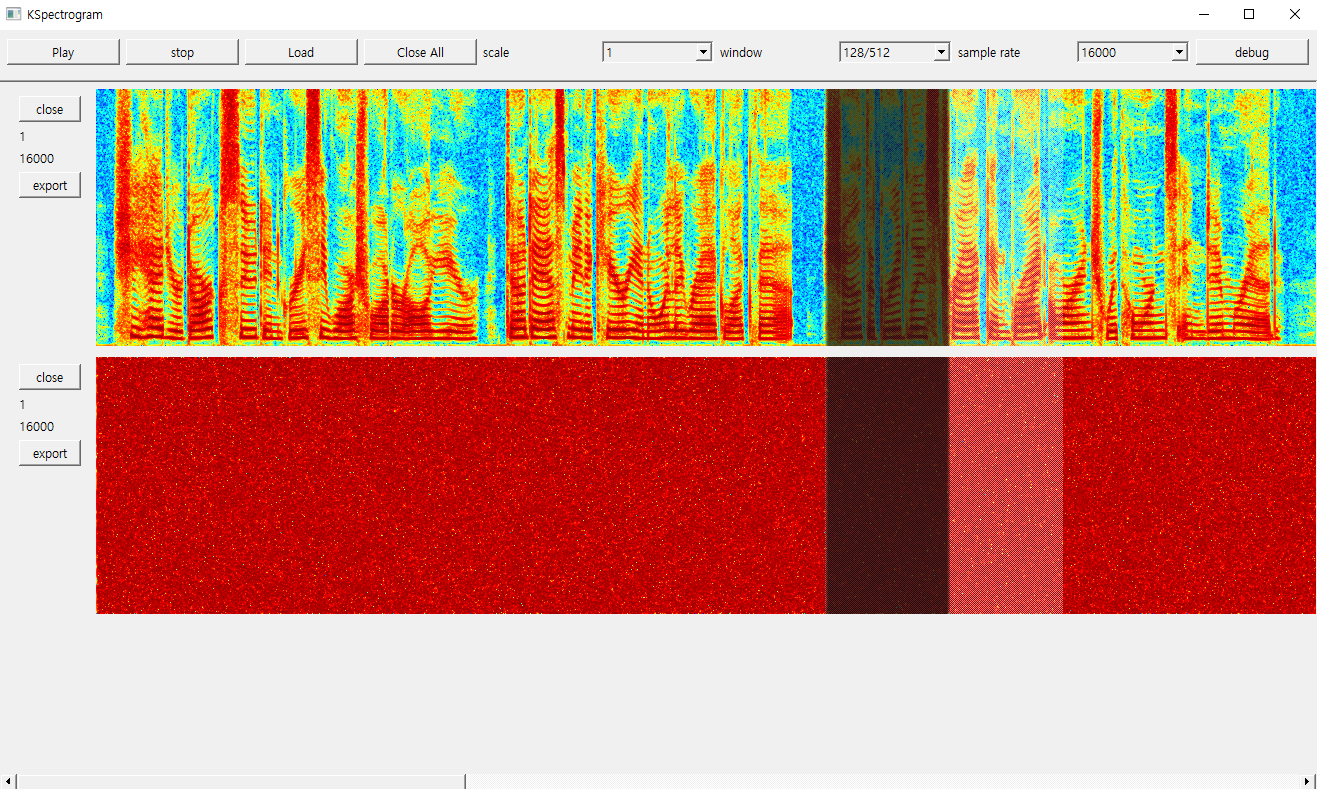 KSpectrogram
Play stop Load Close All scale 1 window 128/512 sample rate 16000 debug
close
1
16000
export
close
1
16000
export